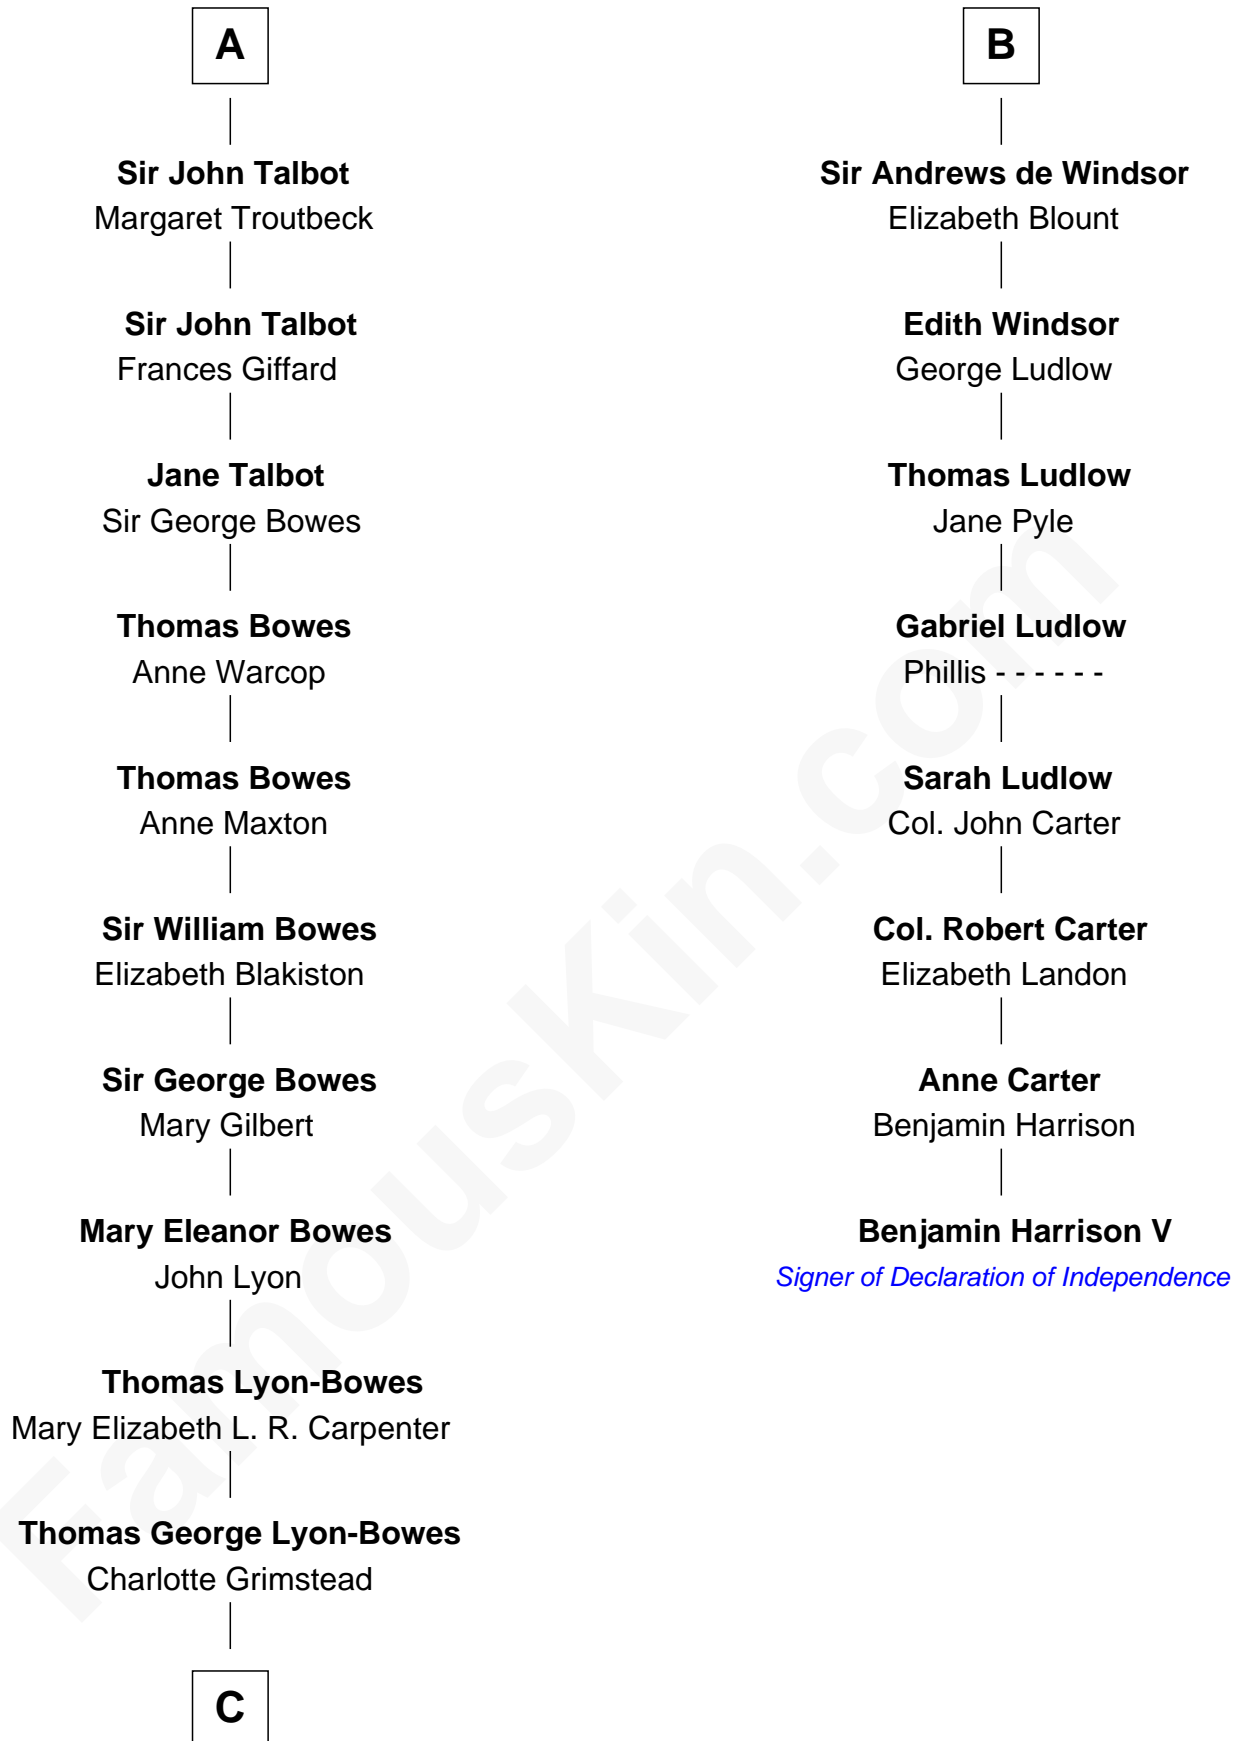 A
Sir John Talbot
Margaret Troutbeck
Sir John Talbot
Frances Giffard
Jane Talbot
Sir George Bowes
Thomas Bowes
Anne Warcop
Thomas Bowes
Anne Maxton
Sir William Bowes
Elizabeth Blakiston
Sir George Bowes
Mary Gilbert
Mary Eleanor Bowes
John Lyon
Thomas Lyon-Bowes
Mary Elizabeth L. R. Carpenter
Thomas George Lyon-Bowes
Charlotte Grimstead
C
B
Sir Andrews de Windsor
Elizabeth Blount
Edith Windsor
George Ludlow
Thomas Ludlow
Jane Pyle
Gabriel Ludlow
Phillis - - - - - -
Sarah Ludlow
Col. John Carter
Col. Robert Carter
Elizabeth Landon
Anne Carter
Benjamin Harrison
Benjamin Harrison V
Signer of Declaration of Independence
FamousKin.com